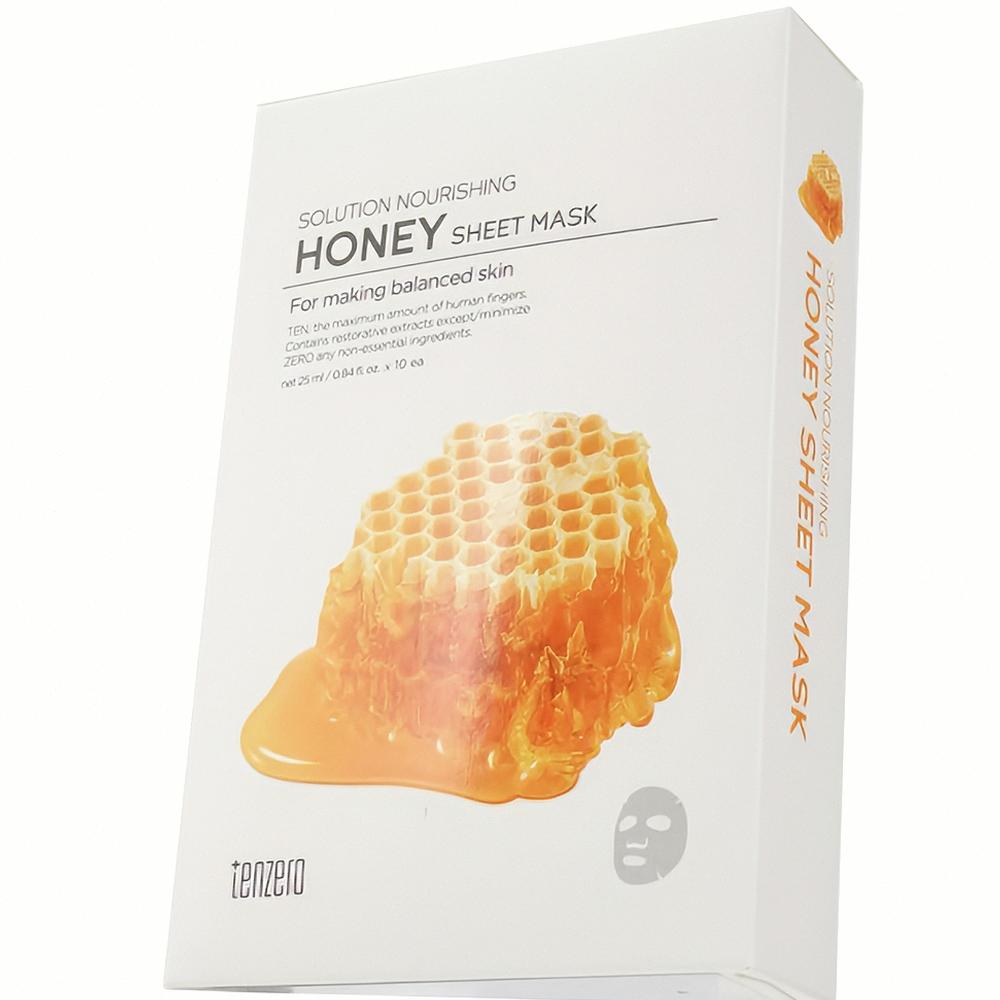 SOLUTION NOURISHING
HONEY SHEET MASK
For making balanced skin
TEN: the maximum amount of human fingers.
Contains restorative extracts except/minimize
ZERO any non-essential ingredients.
net 25 ml / 0.84 fl. oz. x 10 ea
tenzero
SOLUTION NOURISHING
HONEY SHEET MASK